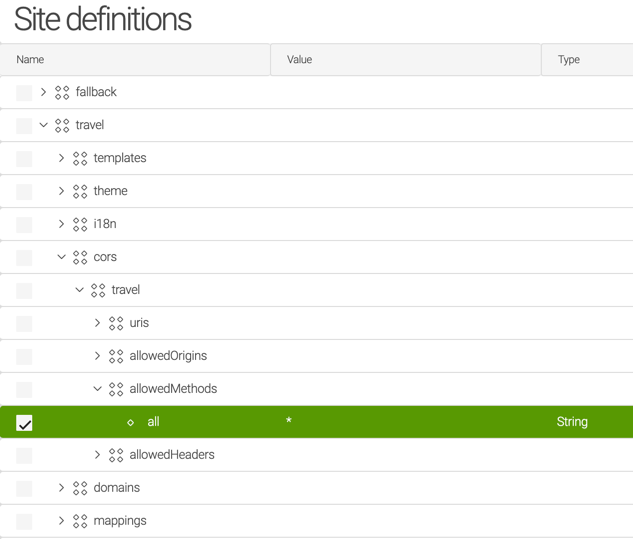 Site definitions
Name Value Type
fallback
travel
templates
theme
i18n
cors
travel
uris
allowedOrigins
allowedMethods
all * String
allowedHeaders
domains
mappings